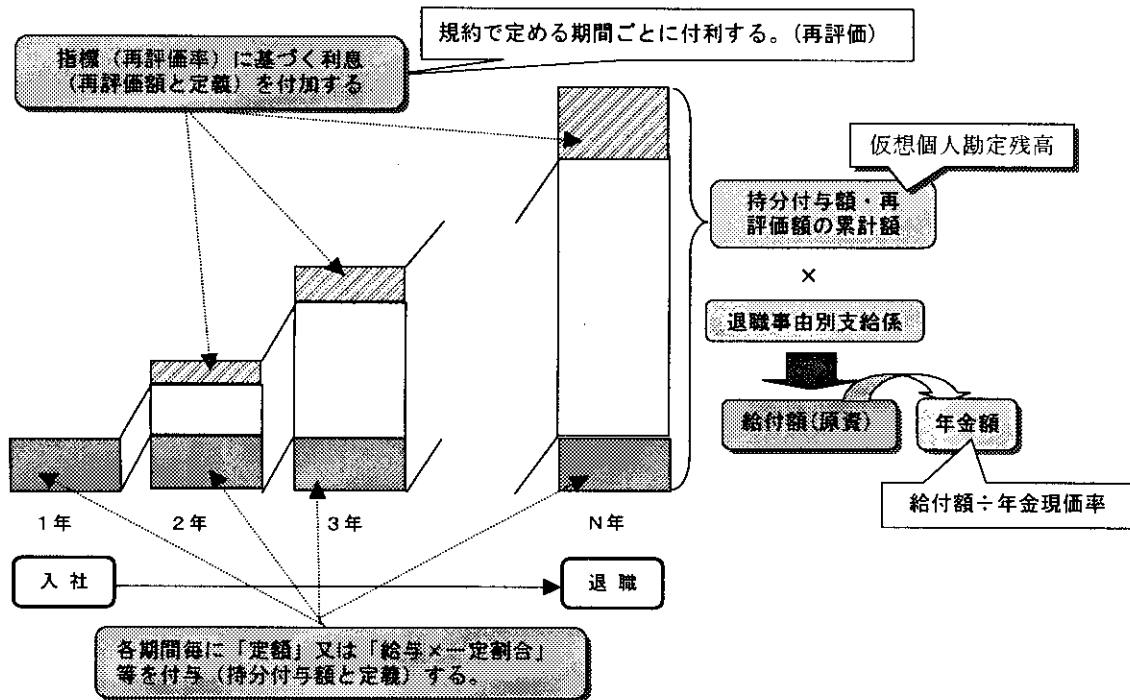 規約で定める期間ごとに付利する。(再評価)
指標(再評価率)に基づく利息
(再評価額と定義)を付加する
仮想個人勘定残高
持分付与額・再
評価額の累計額
×
退職事由別支給係
給付額(原資)
年金額
給付額÷年金現価率
1年
2年
3年
N年
入社
退職
各期間毎に「定額」又は「給与×一定割合」
等を付与(持分付与額と定義)する。